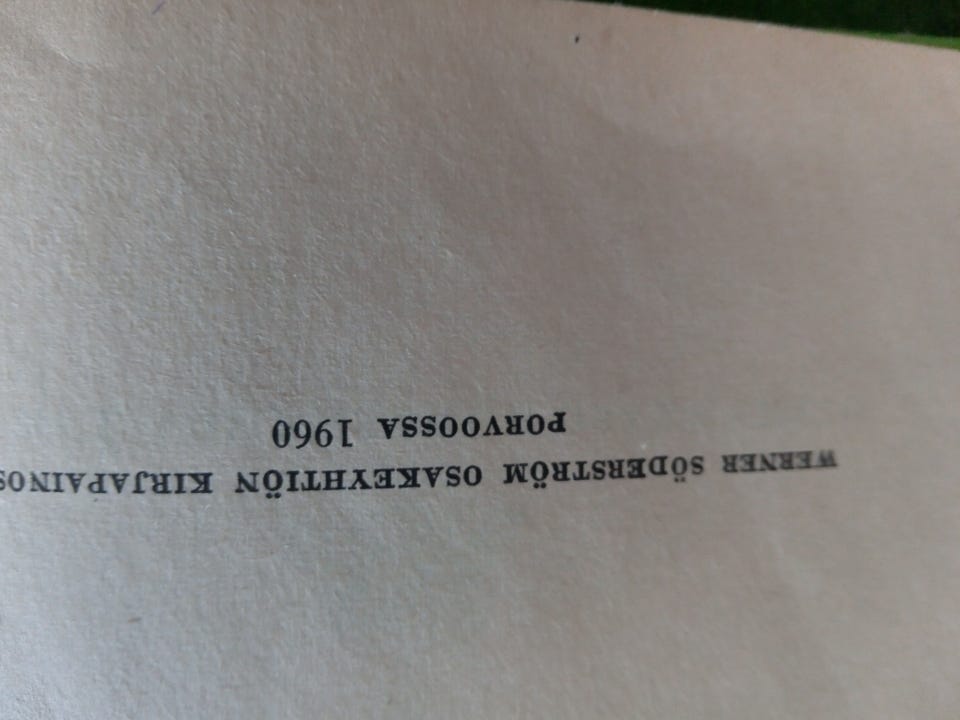 WERNER SÖDERSTRÖM OSAKEYHTIÖN KIRJAPAINOS
PORVOOSSA 1960